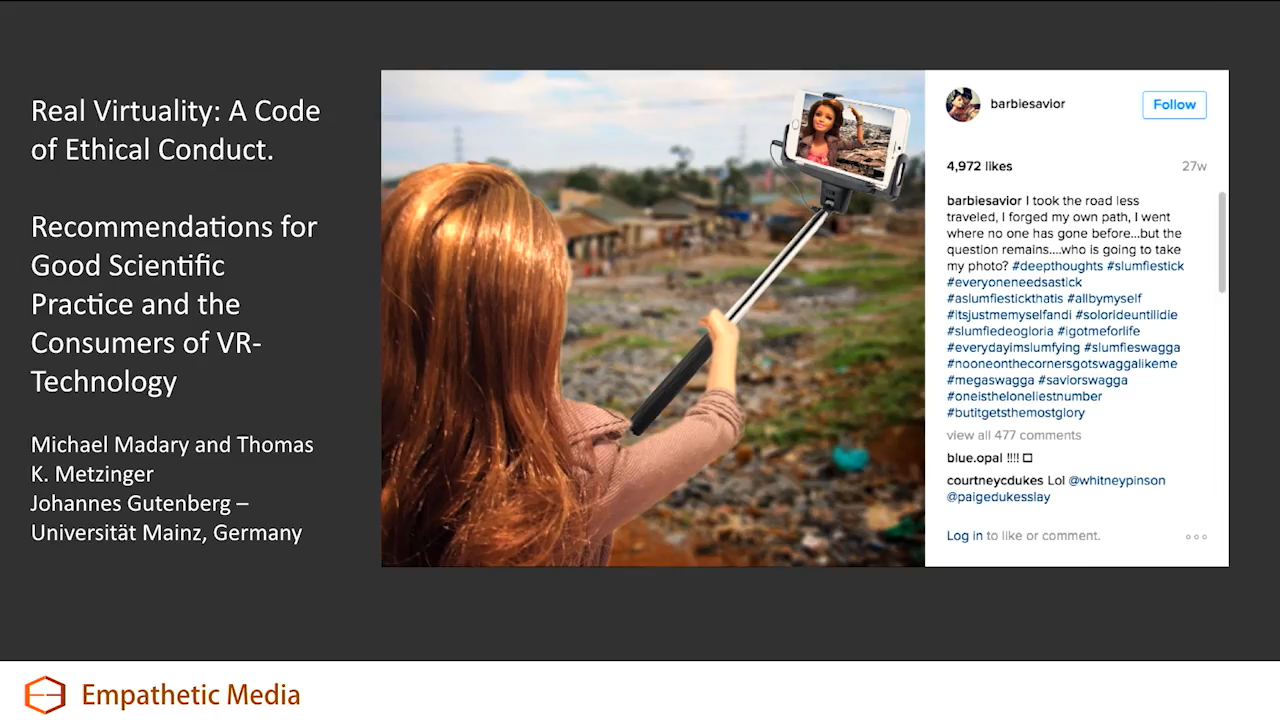 Real Virtuality: A Code
of Ethical Conduct.
Recommendations for
Good Scientific
Practice and the
Consumers of VR-
Technology
Michael Madary and Thomas
K. Metzinger
Johannes Gutenberg –
Universität Mainz, Germany
barbiesavior
Follow
4,972 likes
27w
barbiesavior I took the road less
traveled, I forged my own path, I went
where no one has gone before...but the
question remains....who is going to take
my photo? #deepthoughts #slumfiestick
#everyoneneedsastick
#aslumfiestickthatis #allbymyself
#itsjustmemyselfandi #solorideuntilidie
#slumfiedeogloria #igotmeforlife
#everydayimslumfying #slumfieswagga
#nooneonthecornersgotswaggalikeme
#megaswagga #saviorswagga
#oneistheloneliestnumber
#butitgetsthemostglory
view all 477 comments
blue.opal !!!! □
courtneycdukes Lol @whitneypinson
@paigedukesslay
Log in to like or comment.
Empathetic Media